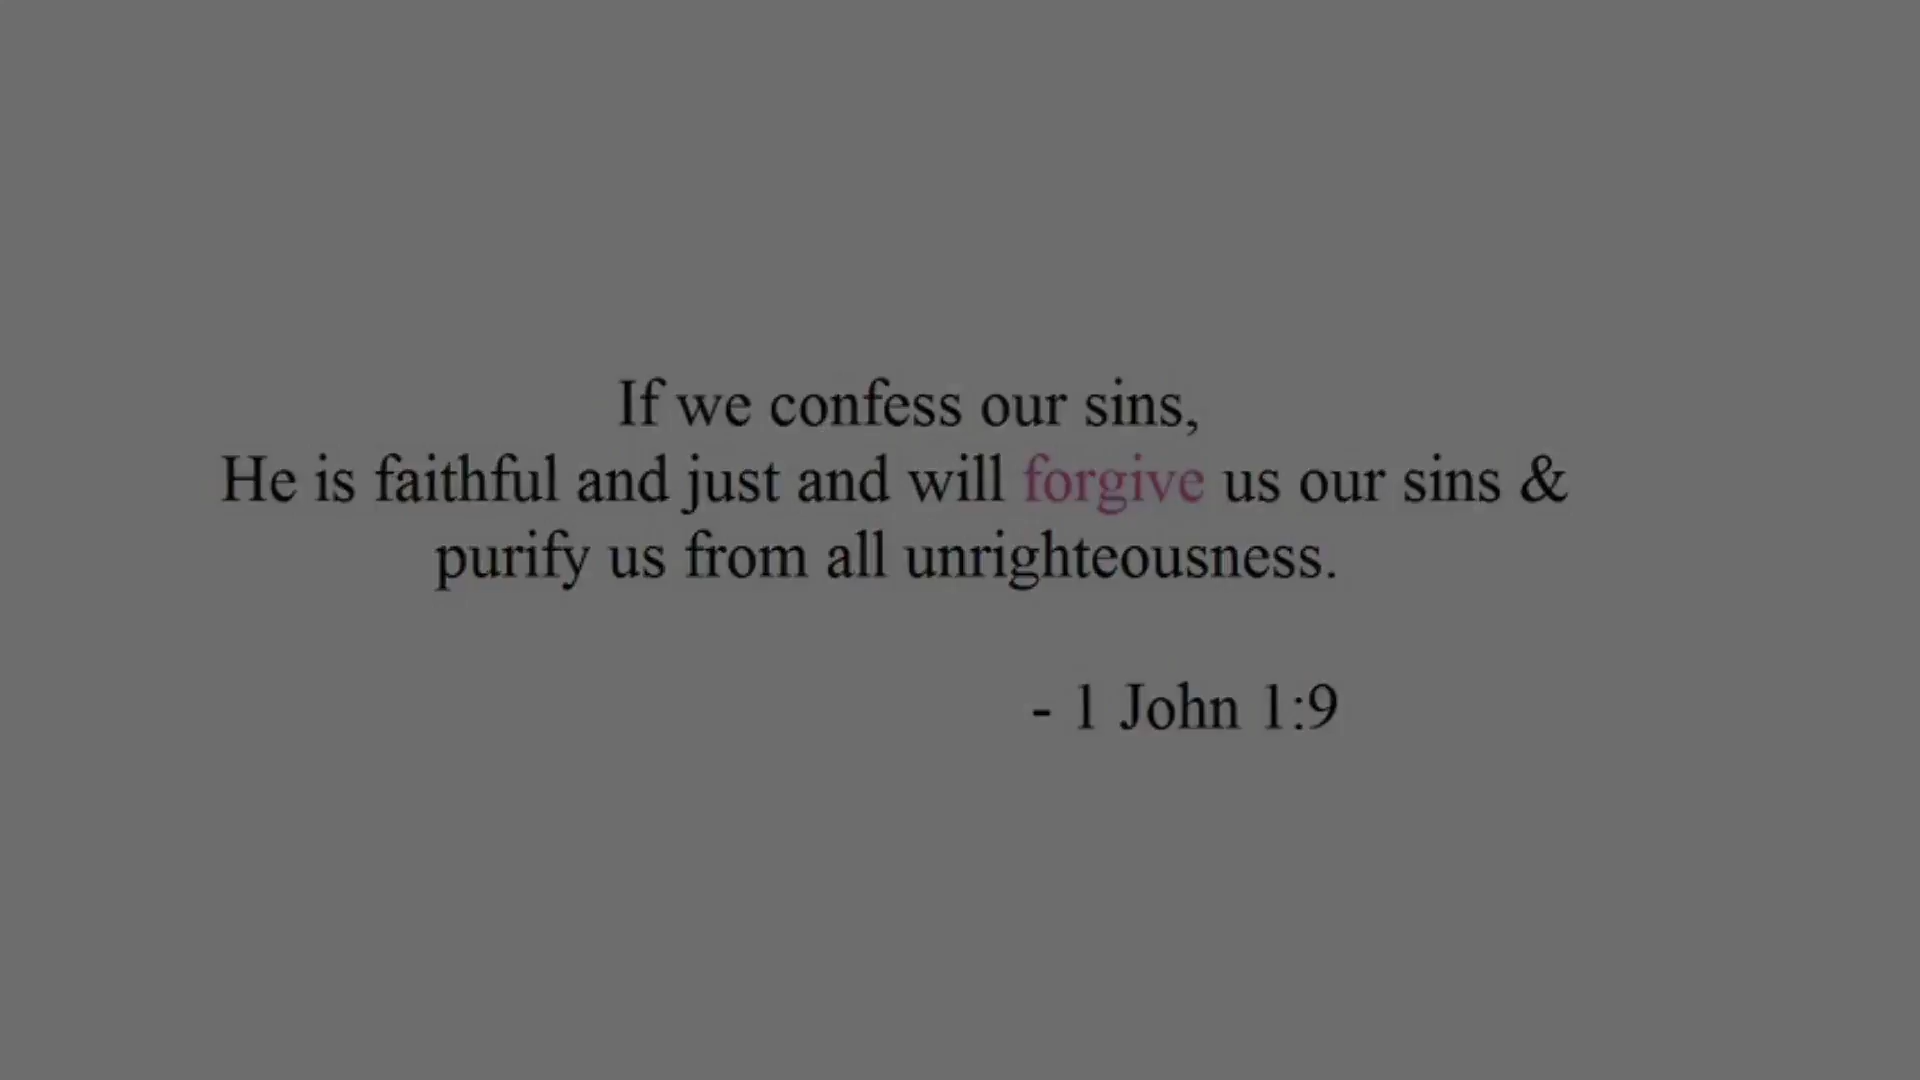 If we confess our sins,
He is faithful and just and will forgive us our sins &
purify us from all unrighteousness.
- 1 John 1:9